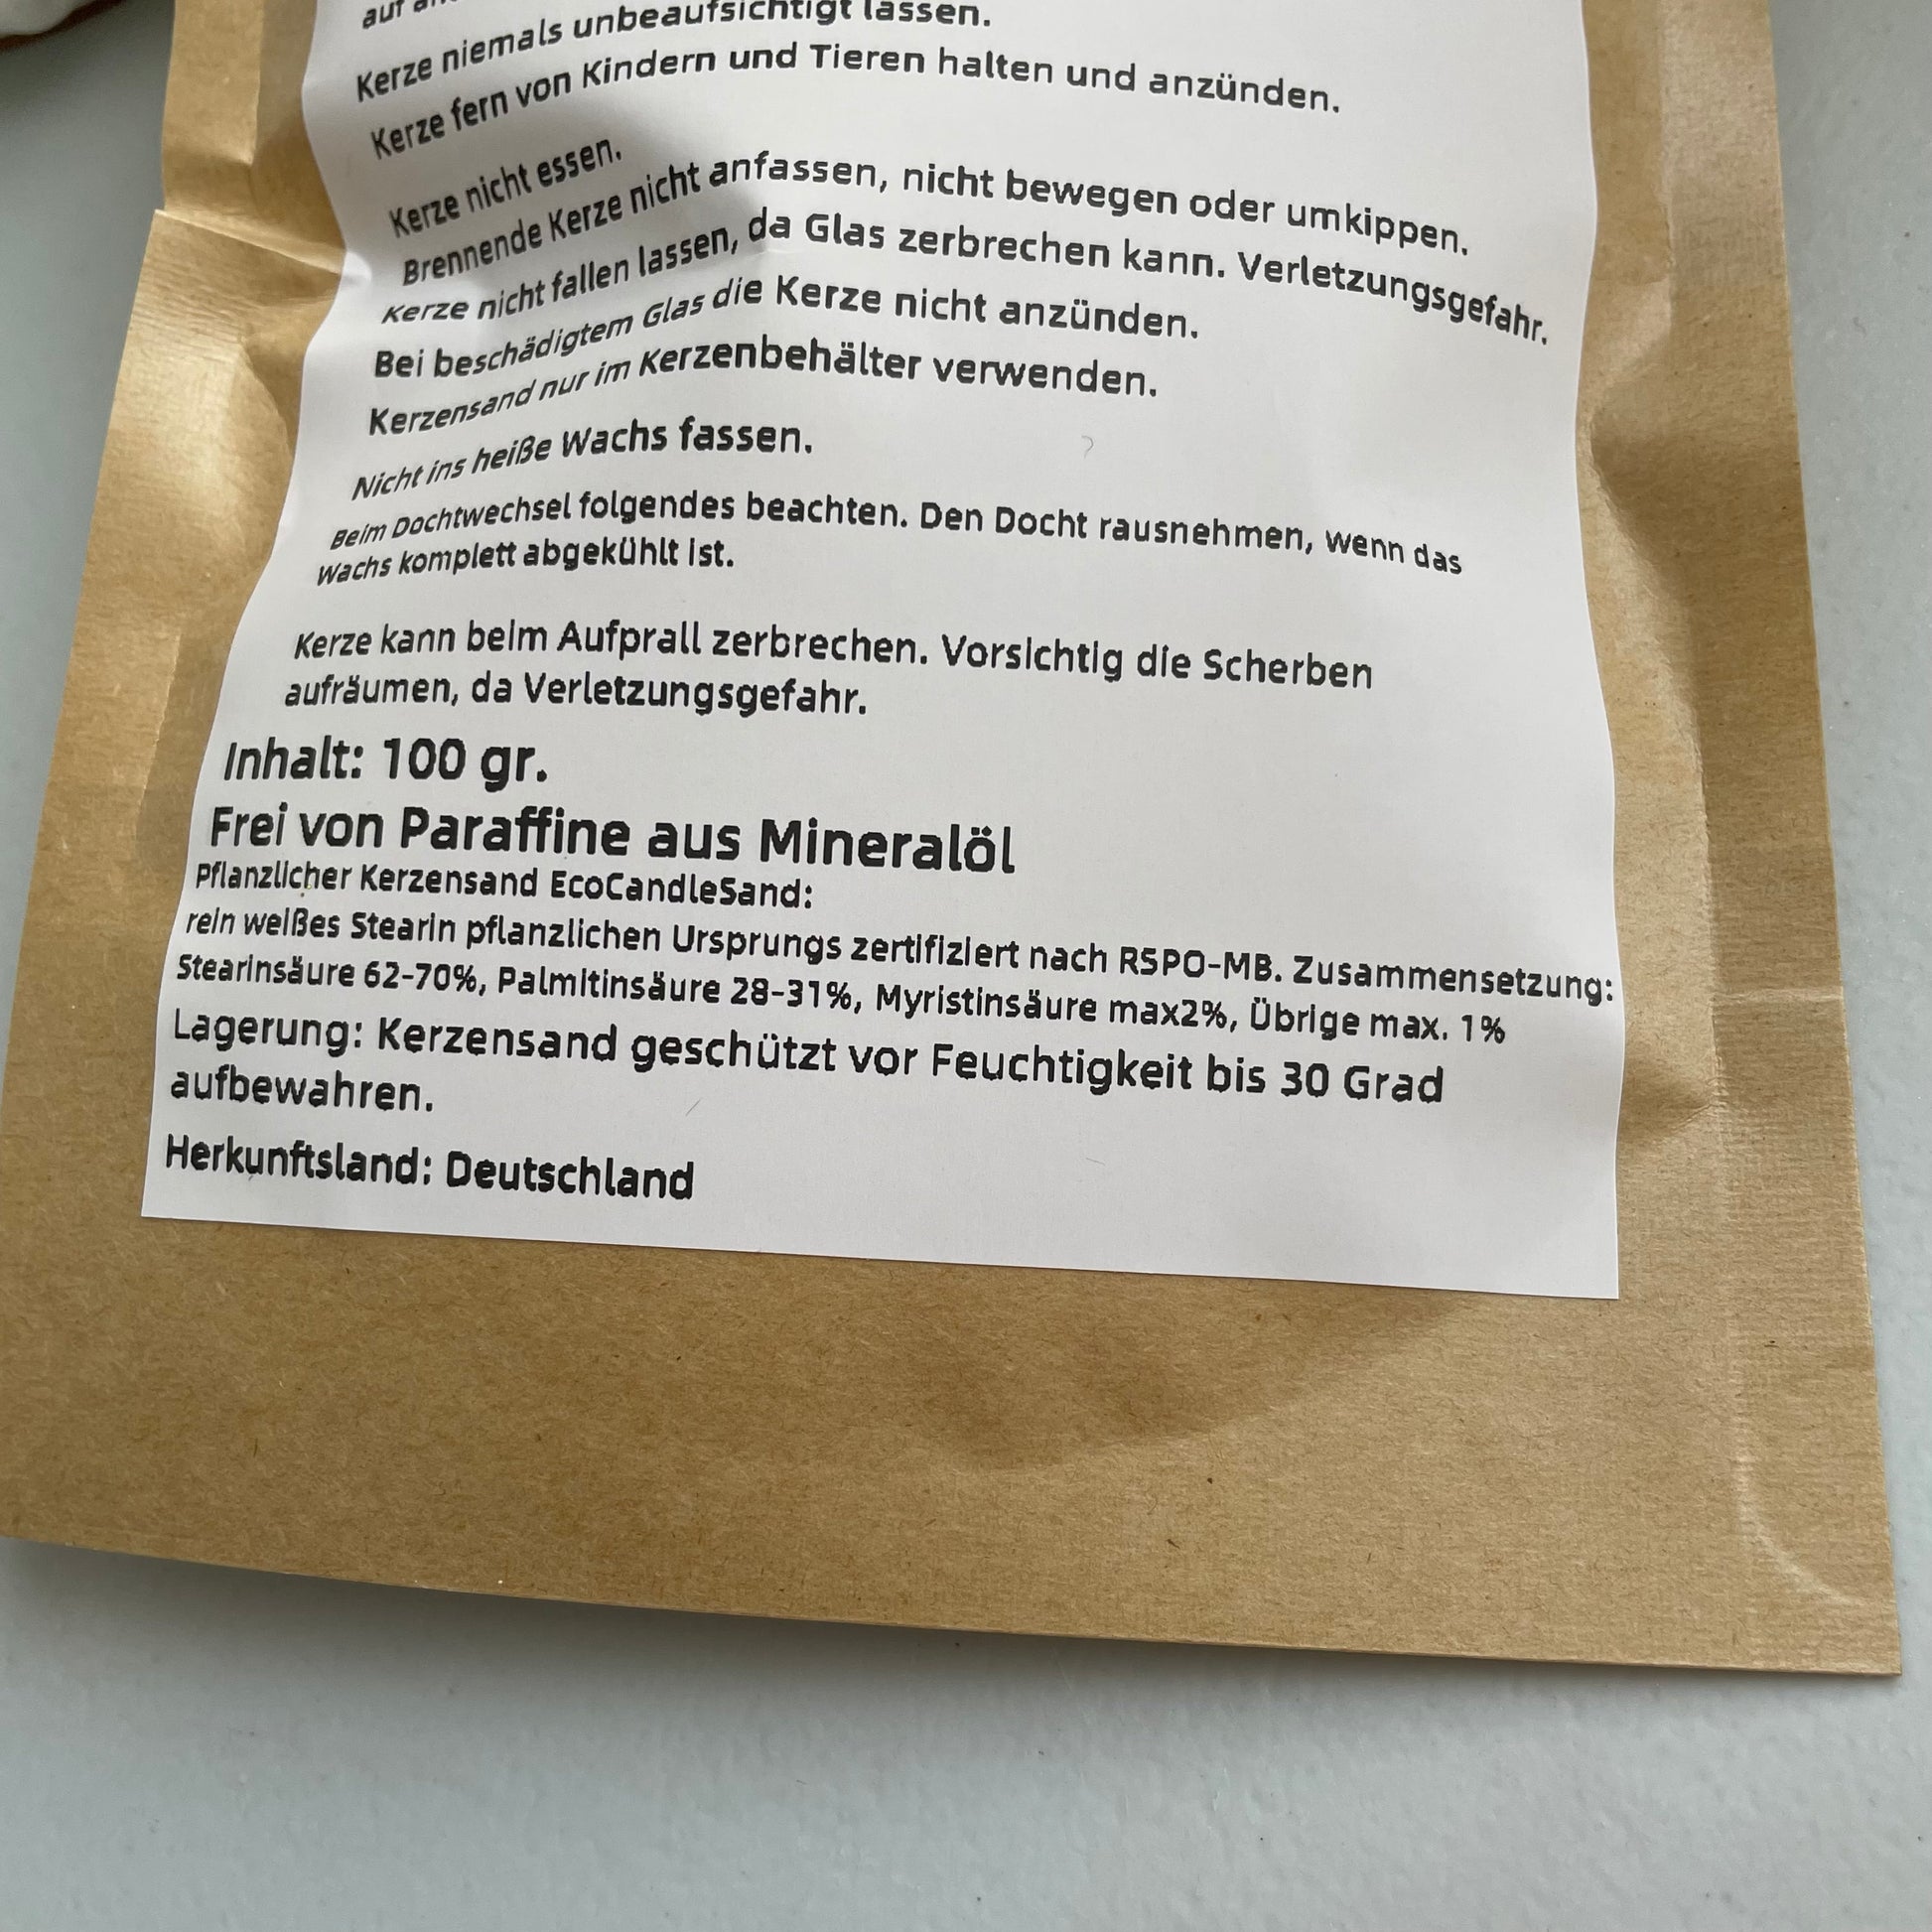 auf
Kerze niemals unbeaufsichtigt lassen.
Kerze fern von Kindern und Tieren halten und anzünden.
Kerze nicht essen.
Brennende Kerze nicht anfassen, nicht bewegen oder umkippen.
Kerze nicht fallen lassen, da Glas zerbrechen kann. Verletzungsgefahr.
Bei beschädigtem Glas die Kerze nicht anzünden.
Kerzensand nur im Kerzenbehälter verwenden.
Nicht ins heiße Wachs fassen.
Beim Dochtwechsel folgendes beachten. Den Docht rausnehmen, wenn das
Wachs komplett abgekühlt ist.
Kerze kann beim Aufprall zerbrechen. Vorsichtig die Scherben
aufräumen, da Verletzungsgefahr.
Inhalt: 100 gr.
Frei von Paraffine aus Mineralöl
Pflanzlicher Kerzensand EcoCandleSand:
rein weißes Stearin pflanzlichen Ursprungs zertifiziert nach RSPO-MB. Zusammensetzung:
Stearinsäure 62-70%, Palmitinsäure 28-31%, Myristinsäure max2%, Übrige max. 1%
Lagerung: Kerzensand geschützt vor Feuchtigkeit bis 30 Grad
aufbewahren.
Herkunftsland: Deutschland